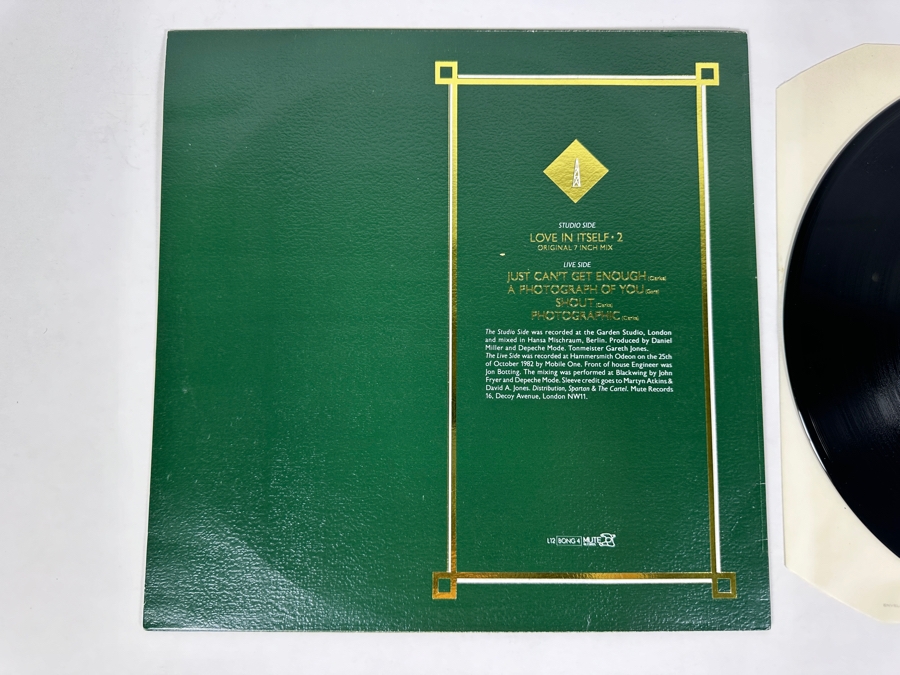 STUDIO SIDE
LOVE IN ITSELF • 2
ORIGINAL 7 INCH MIX
LIVE SIDE
JUST CAN'T GET ENOUGH (Clarke)
A PHOTOGRAPH OF YOU (Gore)
SHOUT (Clarke)
PHOTOGRAPHIC (Clarke)
The Studio Side was recorded at the Garden Studio, London
and mixed in Hansa Mischraum, Berlin. Produced by Daniel
Miller and Depeche Mode. Tonmeister Gareth Jones.
The Live Side was recorded at Hammersmith Odeon on the 25th
of October 1982 by Mobile One. Front of house Engineer was
Jon Botting. The mixing was performed at Blackwing by John
Fryer and Depeche Mode. Sleeve credit goes to Martyn Atkins &
David A. Jones. Distribution, Spartan & The Cartel. Mute Records
16, Decoy Avenue, London NW11.
L12 BONG 4 MUTE
RECORDS